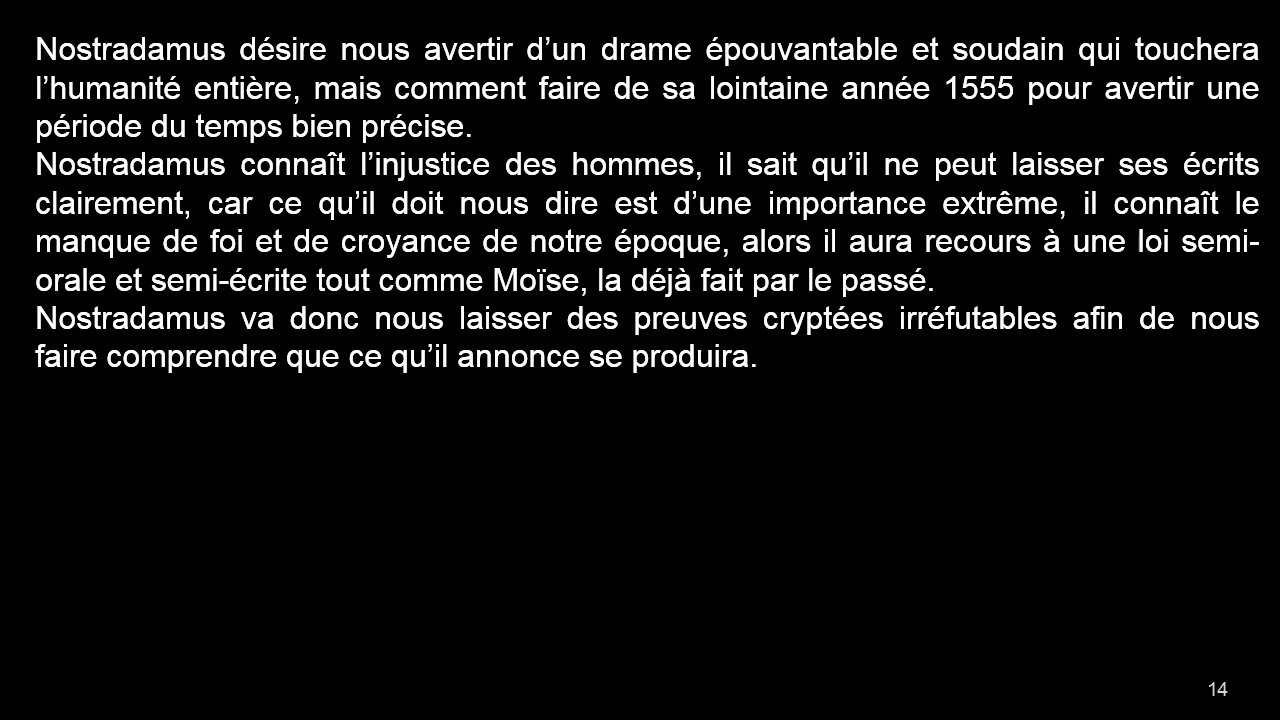 Nostradamus désire nous avertir d’un drame épouvantable et soudain qui touchera
l’humanité entière, mais comment faire de sa lointaine année 1555 pour avertir une
période du temps bien précise.
Nostradamus connaît l’injustice des hommes, il sait qu’il ne peut laisser ses écrits
clairement, car ce qu’il doit nous dire est d’une importance extrême, il connaît le
manque de foi et de croyance de notre époque, alors il aura recours à une loi semi-
orale et semi-écrite tout comme Moïse, la déjà fait par le passé.
Nostradamus va donc nous laisser des preuves cryptées irréfutables afin de nous
faire comprendre que ce qu’il annonce se produira.
14